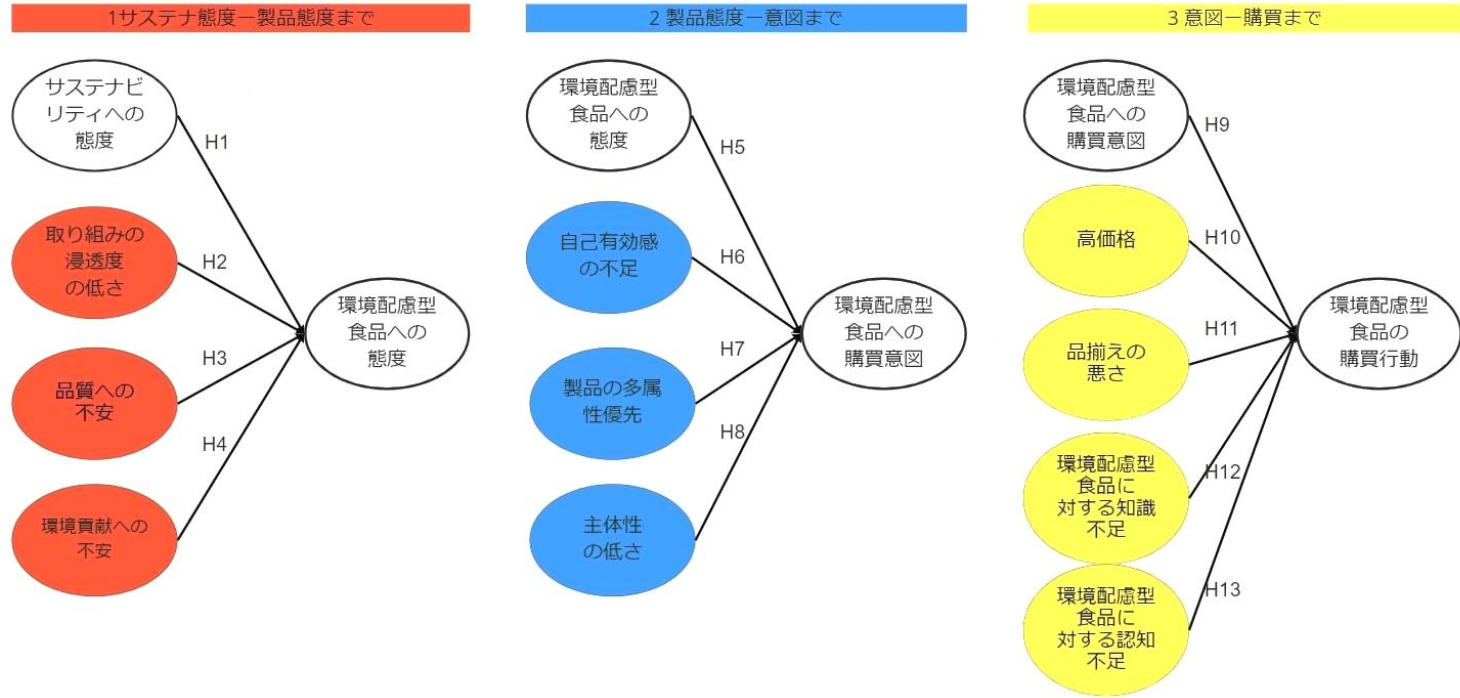 1サステナ態度ー製品態度まで
サステナビ
リティへの
態度
H1
取り組みの
浸透度
の低さ
H2
品質への
不安
H3
環境貢献への
不安
H4
環境配慮型
食品への
態度
2 製品態度ー意図まで
環境配慮型
食品への
態度
H5
自己有効感
の不足
H6
製品の多属
性優先
H7
主体性
の低さ
H8
環境配慮型
食品への
購買意図
3 意図ー購買まで
環境配慮型
食品への
購買意図
H9
高価格
H10
品揃えの
悪さ
H11
環境配慮型
食品に
対する知識
不足
H12
環境配慮型
食品に
対する認知
不足
H13
環境配慮型
食品の
購買行動